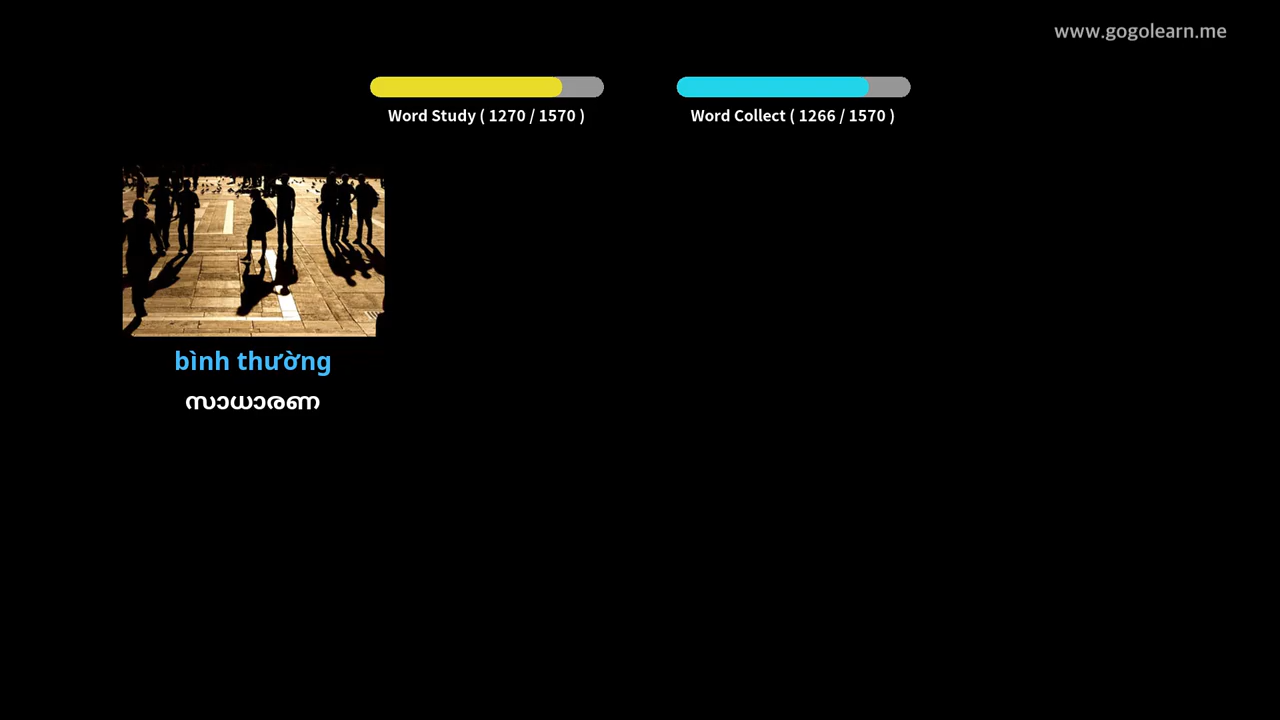 www.gogolearn.me
Word Study ( 1270 / 1570 )
Word Collect ( 1266 / 1570 )
bình thường
സാധാരണ